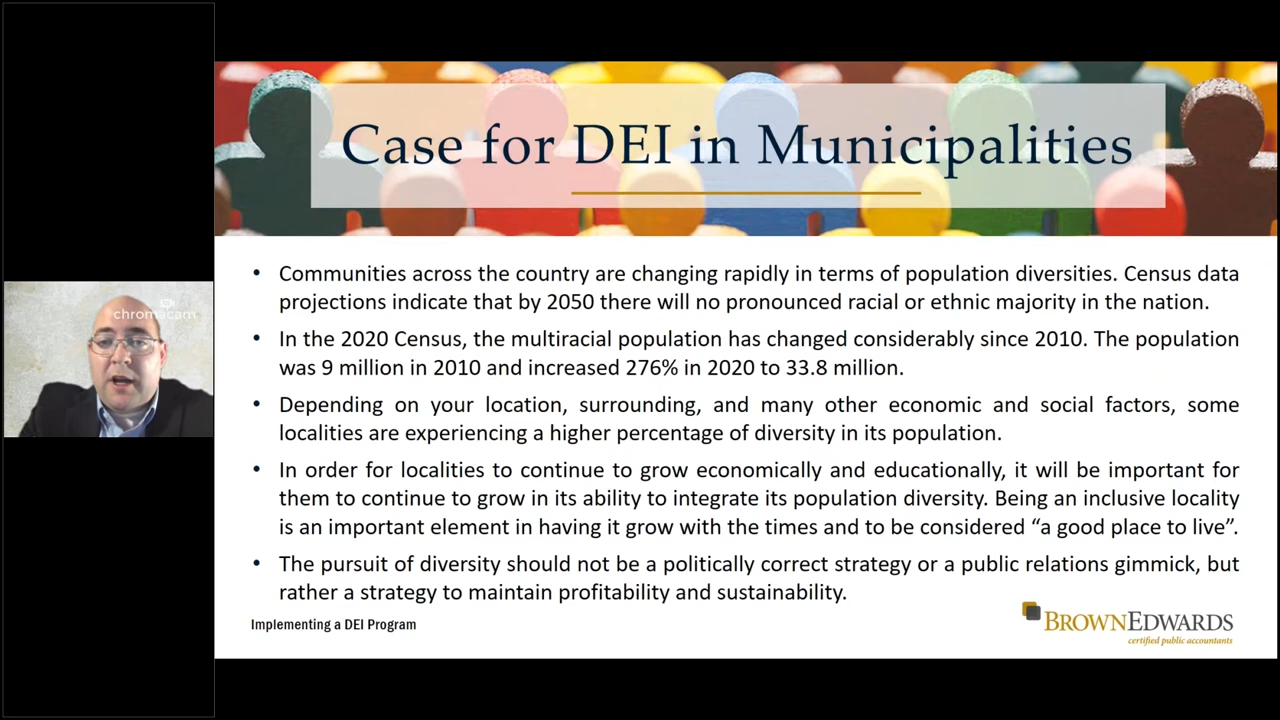 Case for DEI in Municipalities
chromacam
• Communities across the country are changing rapidly in terms of population diversities. Census data
projections indicate that by 2050 there will no pronounced racial or ethnic majority in the nation.
• In the 2020 Census, the multiracial population has changed considerably since 2010. The population
was 9 million in 2010 and increased 276% in 2020 to 33.8 million.
• Depending on your location, surrounding, and many other economic and social factors, some
localities are experiencing a higher percentage of diversity in its population.
• In order for localities to continue to grow economically and educationally, it will be important for
them to continue to grow in its ability to integrate its population diversity. Being an inclusive locality
is an important element in having it grow with the times and to be considered “a good place to live”.
• The pursuit of diversity should not be a politically correct strategy or a public relations gimmick, but
rather a strategy to maintain profitability and sustainability.
Implementing a DEI Program
BROWNEDWARDS
certified public accountants